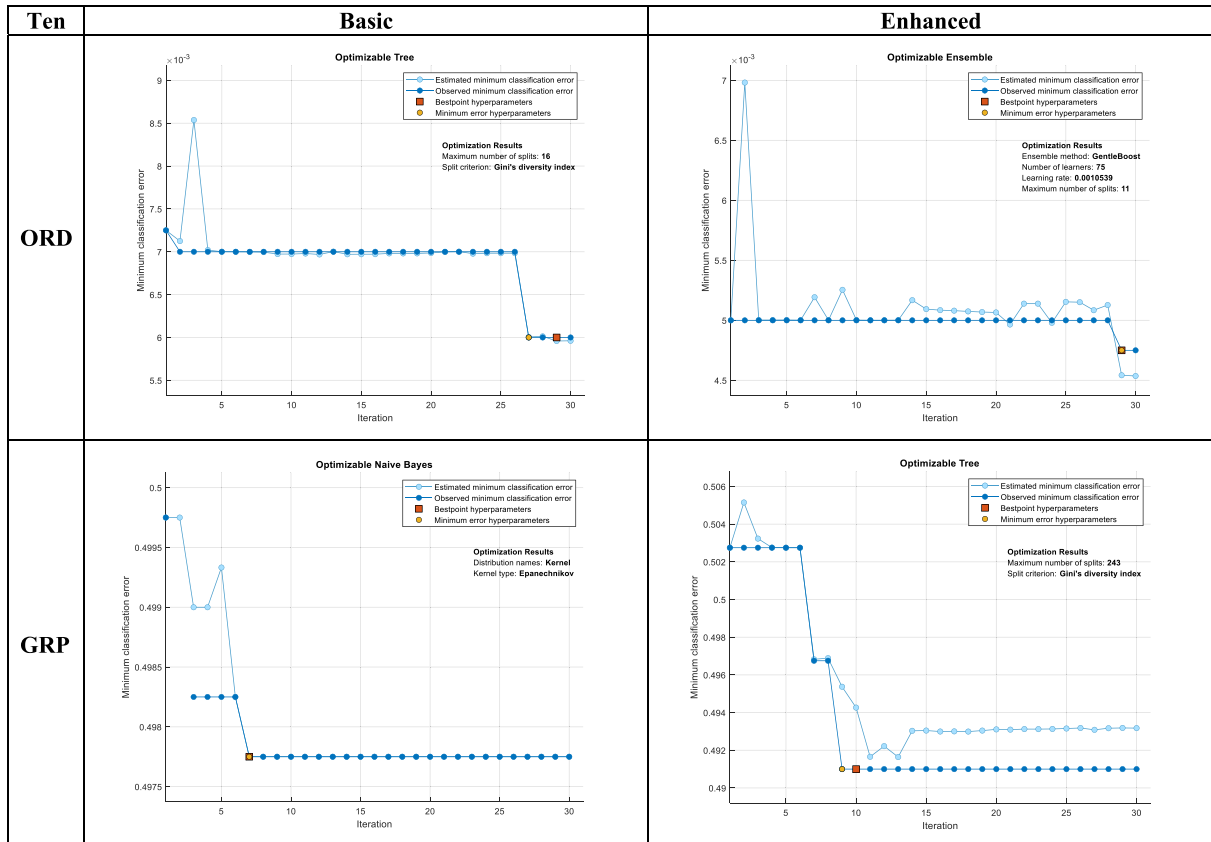 Ten Basic Enhanced
ORD
Optimizable Tree
×10⁻³
9
8.5
8
7.5
7
6.5
6
5.5
Minimum classification error
5 10 15 20 25 30
Iteration
Estimated minimum classification error
Observed minimum classification error
Bestpoint hyperparameters
Minimum error hyperparameters
Optimization Results
Maximum number of splits: 16
Split criterion: Gini's diversity index
Optimizable Ensemble
×10⁻³
7
6.5
6
5.5
5
4.5
Minimum classification error
5 10 15 20 25 30
Iteration
Estimated minimum classification error
Observed minimum classification error
Bestpoint hyperparameters
Minimum error hyperparameters
Optimization Results
Ensemble method: GentleBoost
Number of learners: 75
Learning rate: 0.0010539
Maximum number of splits: 11
GRP
Optimizable Naive Bayes
0.5
0.4995
0.499
0.4985
0.498
0.4975
Minimum classification error
5 10 15 20 25 30
Iteration
Estimated minimum classification error
Observed minimum classification error
Bestpoint hyperparameters
Minimum error hyperparameters
Optimization Results
Distribution names: Kernel
Kernel type: Epanechnikov
Optimizable Tree
0.506
0.504
0.502
0.5
0.498
0.496
0.494
0.492
0.49
Minimum classification error
5 10 15 20 25 30
Iteration
Estimated minimum classification error
Observed minimum classification error
Bestpoint hyperparameters
Minimum error hyperparameters
Optimization Results
Maximum number of splits: 243
Split criterion: Gini's diversity index